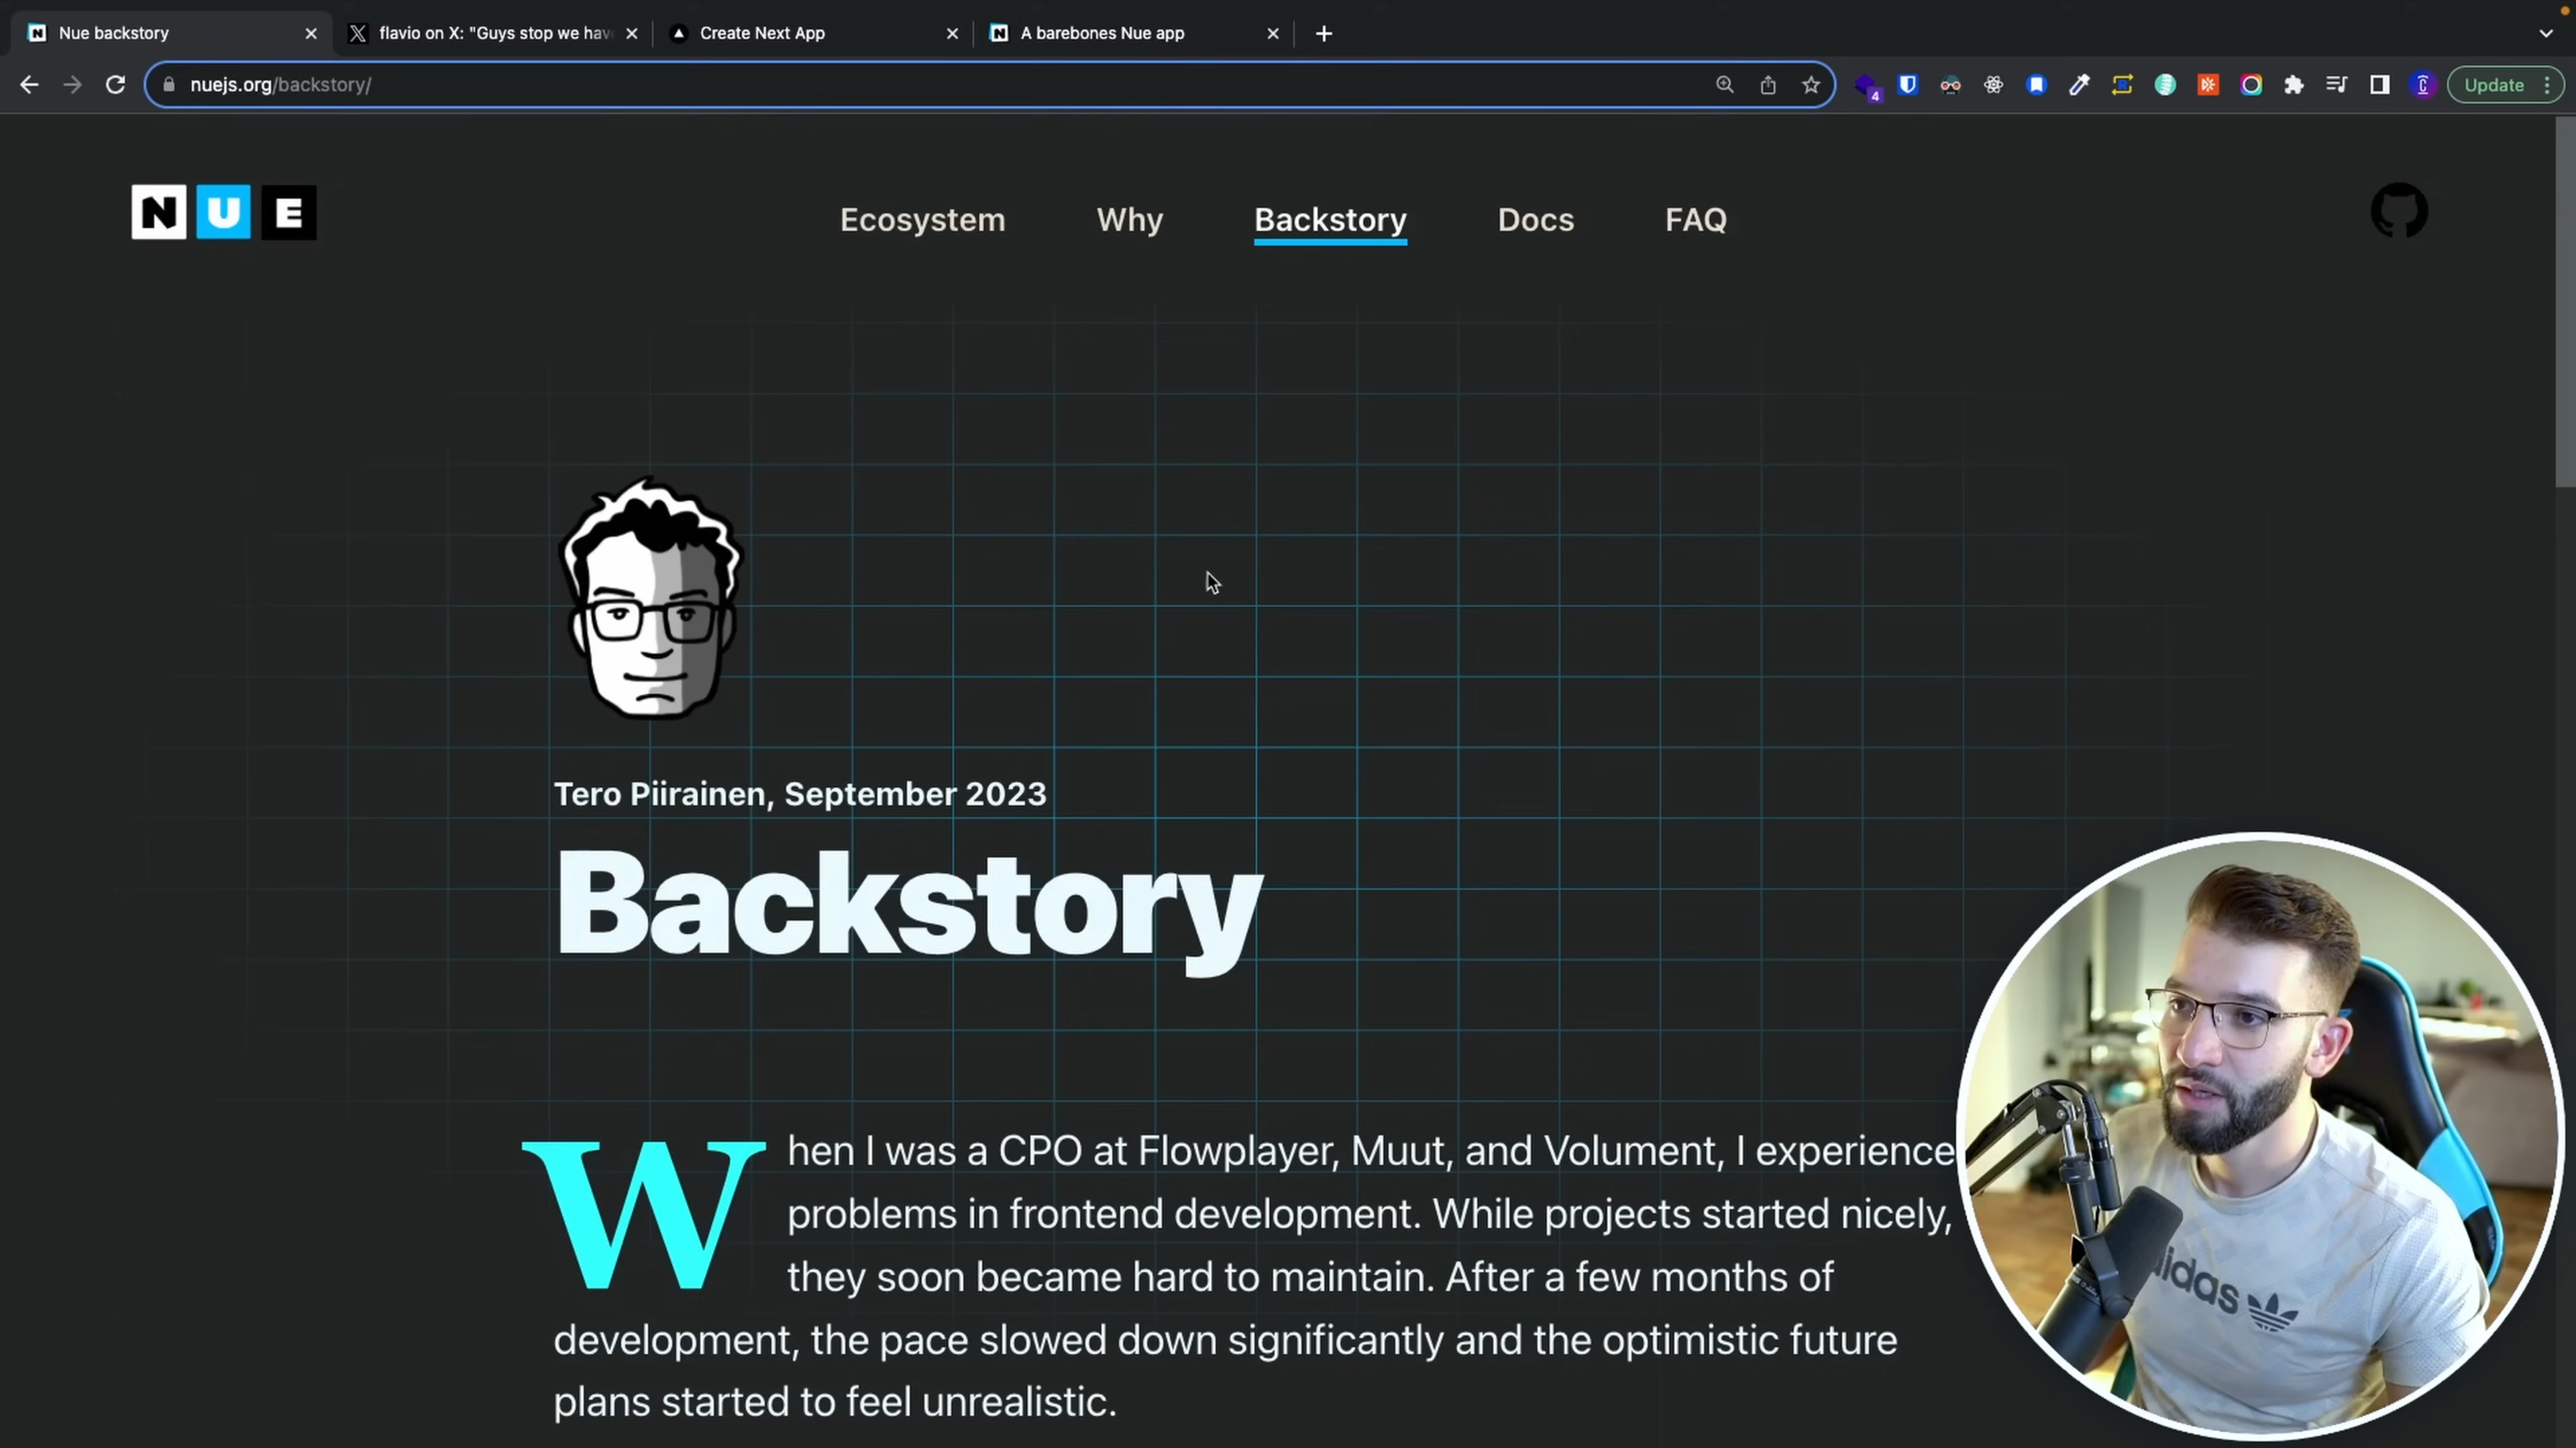 Nue backstory
flavio on X: "Guys stop we hav
Create Next App
A barebones Nue app
nuejs.org/backstory/
4
Update
NUE
Ecosystem
Why
Backstory
Docs
FAQ
Tero Piirainen, September 2023
Backstory
When I was a CPO at Flowplayer, Muut, and Volument, I experience
problems in frontend development. While projects started nicely,
they soon became hard to maintain. After a few months of
development, the pace slowed down significantly and the optimistic future
plans started to feel unrealistic.
adidas